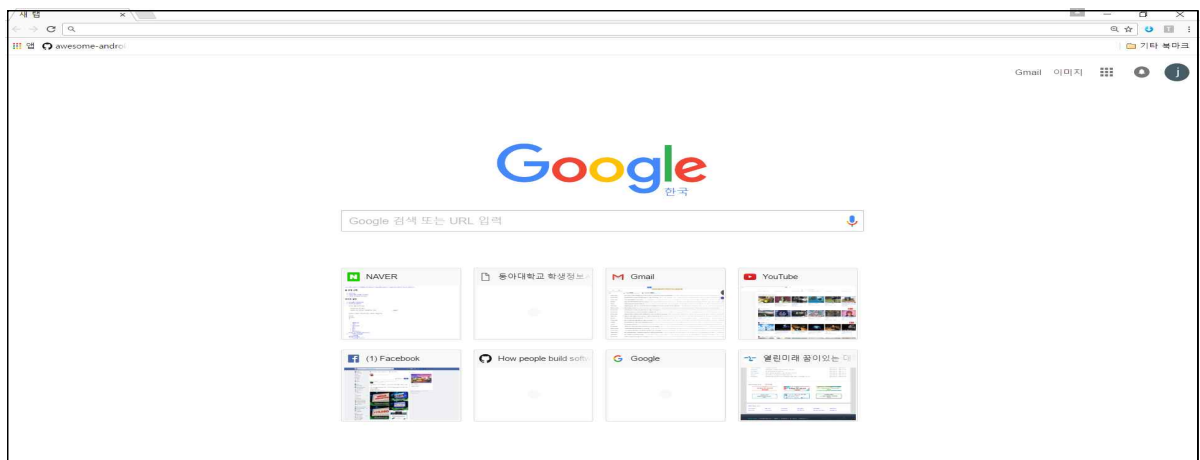 새 탭
앱 awesome-andro
기타 북마크
Gmail 이미지
j
Google
한국
Google 검색 또는 URL 입력
NAVER
동아대학교 학생정보
Gmail
YouTube
(1) Facebook
How people build softw
Google
열린미래 꿈이있는 대